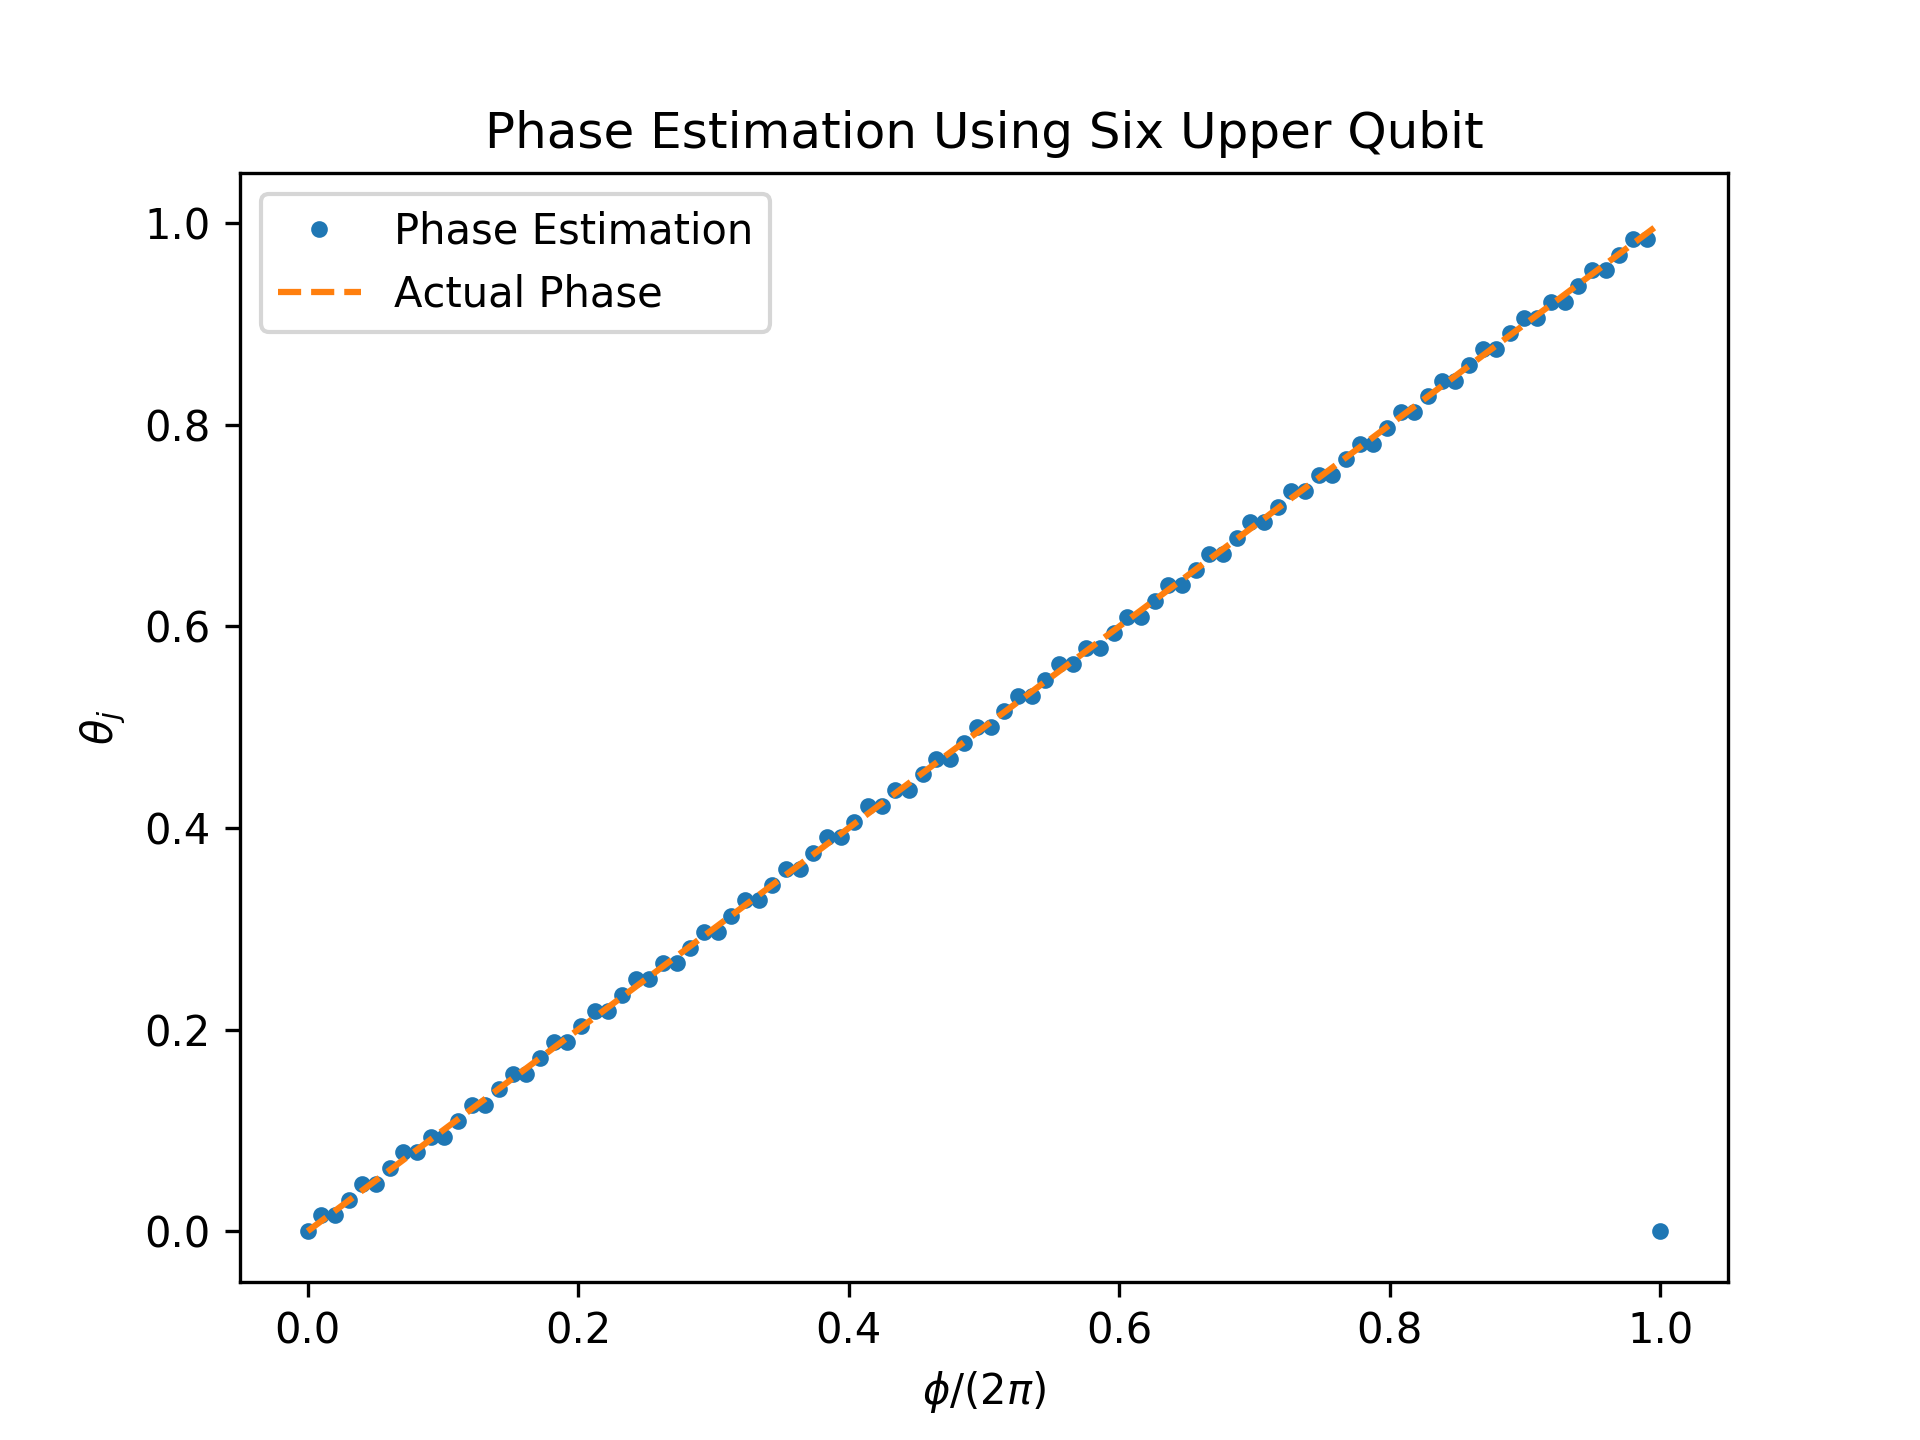 Phase Estimation Using Six Upper Qubit
Phase Estimation
Actual Phase
1.0
0.8
0.6
0.4
0.2
0.0
θj
0.0 0.2 0.4 0.6 0.8 1.0
ϕ/(2π)